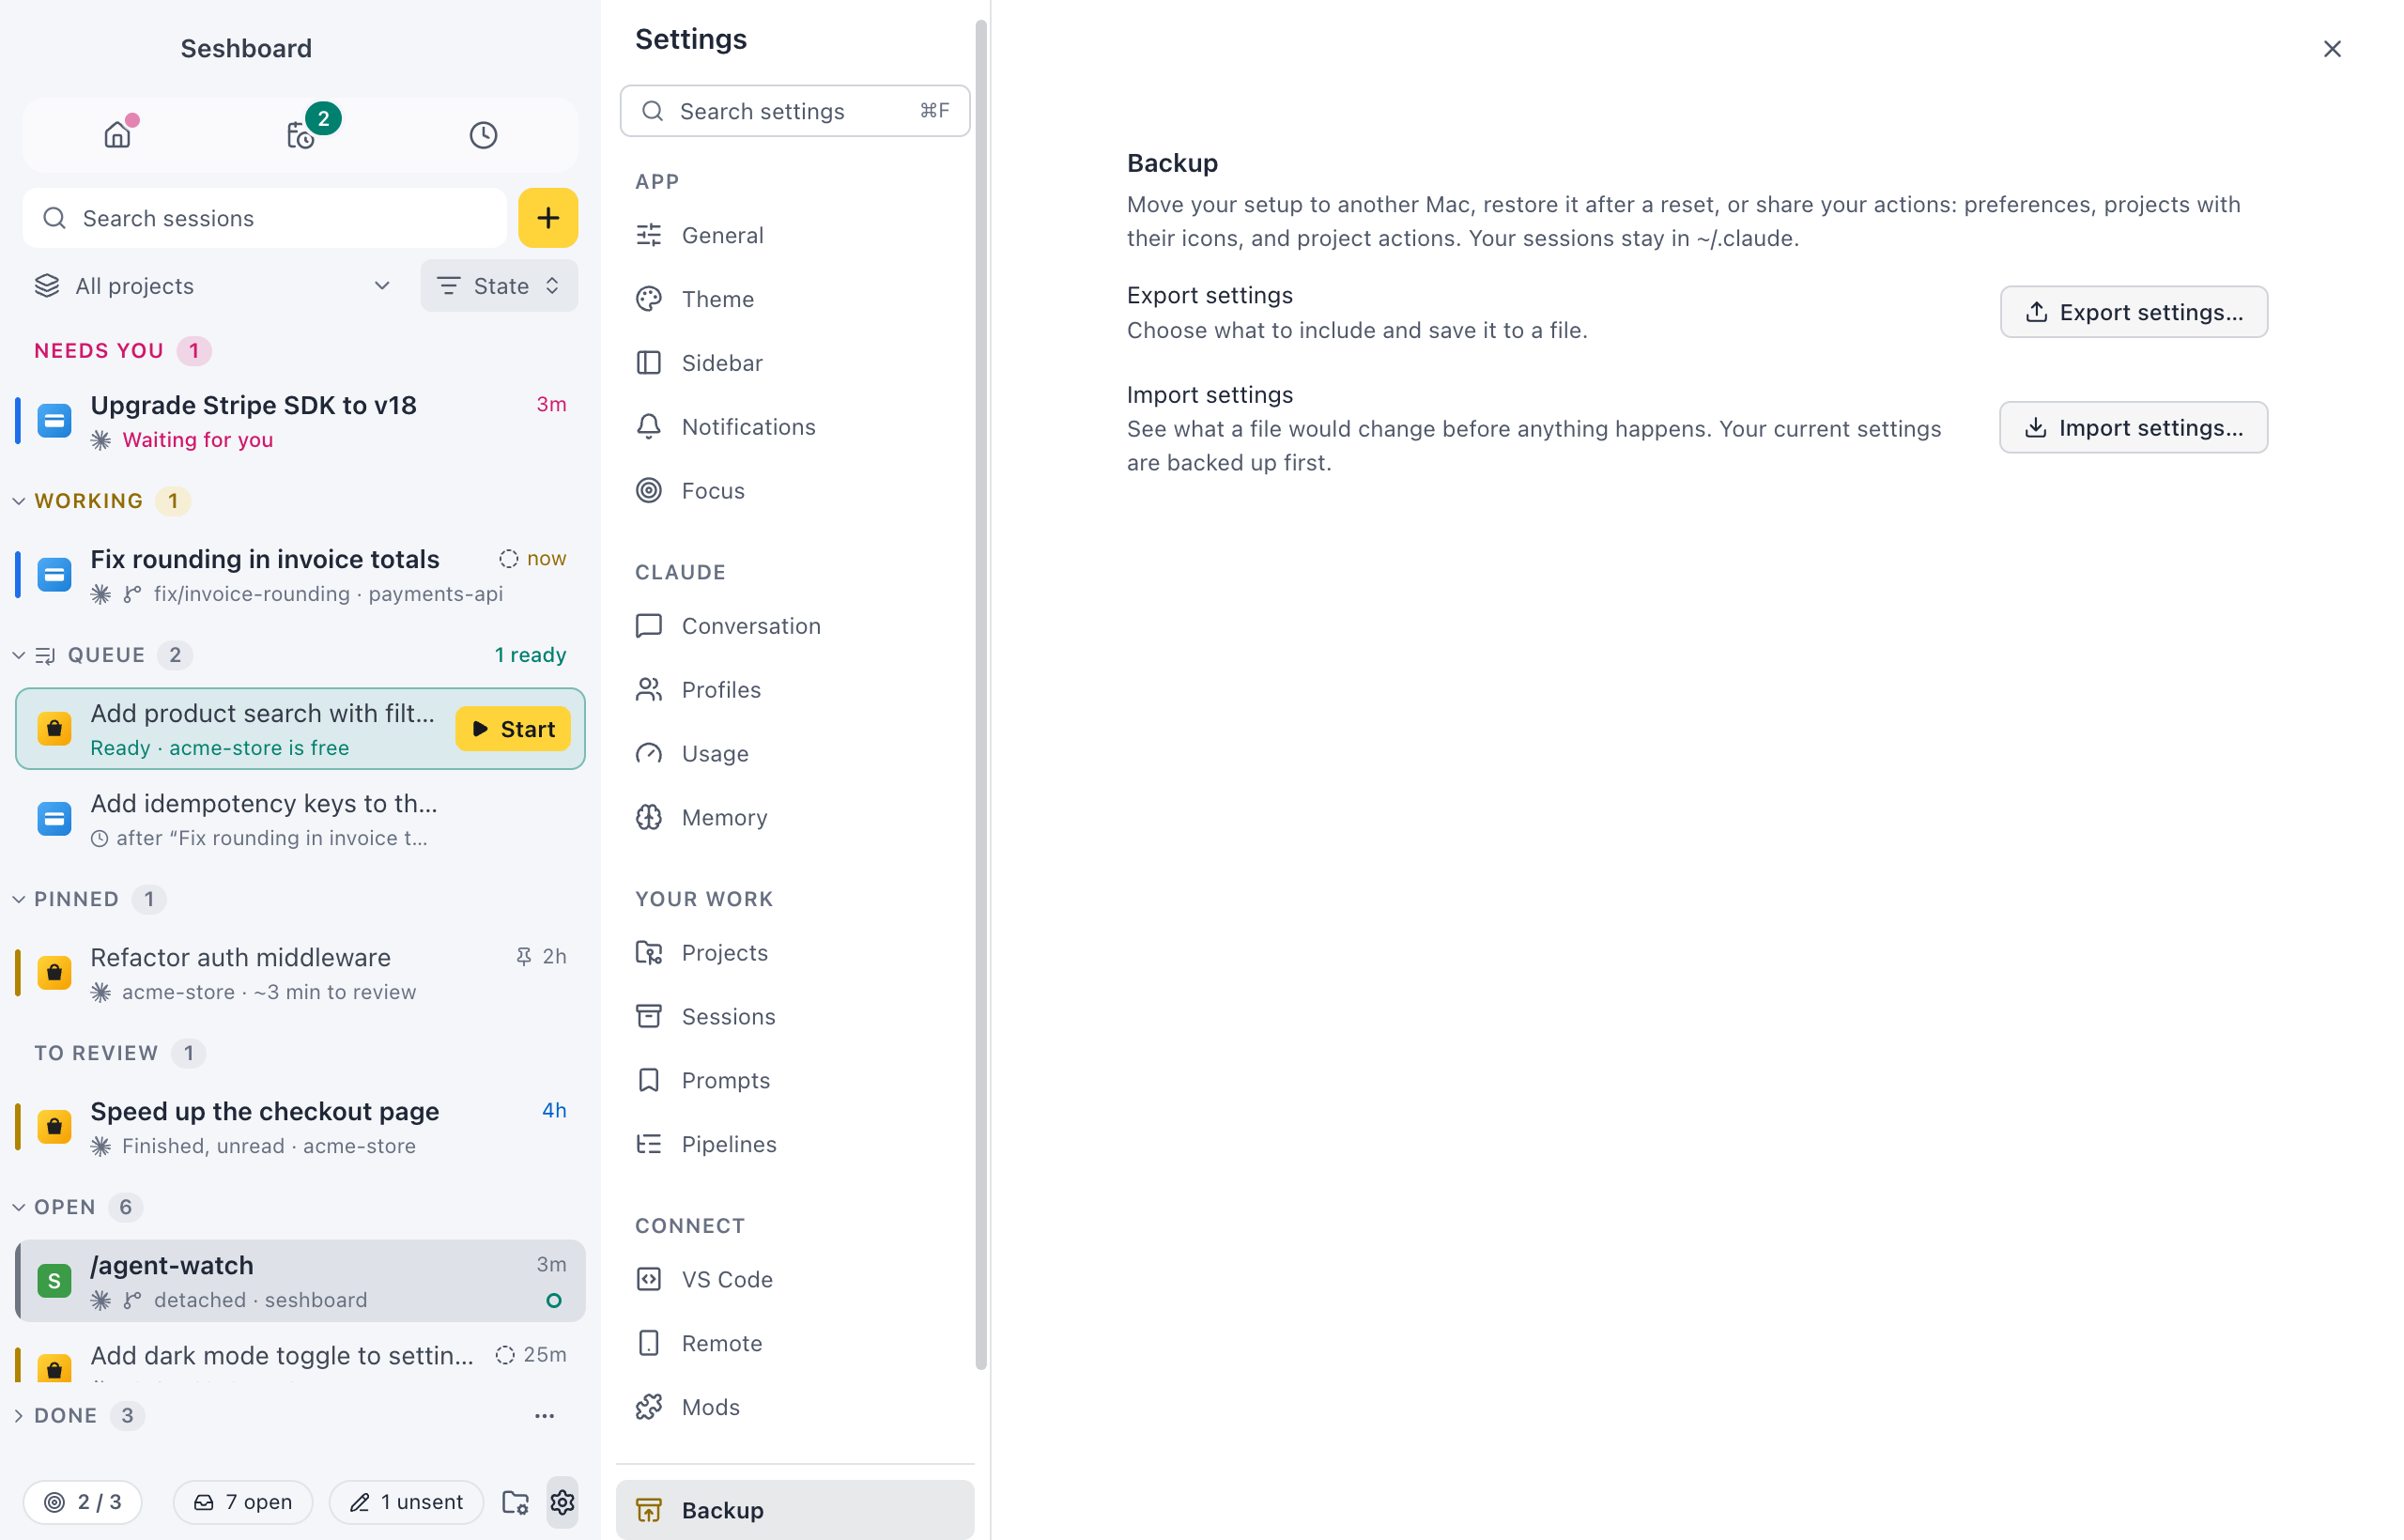 Seshboard
2
Search sessions
All projects
State
NEEDS YOU 1
Upgrade Stripe SDK to v18 3m
Waiting for you
WORKING 1
Fix rounding in invoice totals now
fix/invoice-rounding · payments-api
QUEUE 2 1 ready
Add product search with filt...
Ready · acme-store is free
Start
Add idempotency keys to th...
after “Fix rounding in invoice t...
PINNED 1
Refactor auth middleware 2h
acme-store · ~3 min to review
TO REVIEW 1
Speed up the checkout page 4h
Finished, unread · acme-store
OPEN 6
S
/agent-watch 3m
detached · seshboard
Add dark mode toggle to settin... 25m
DONE 3
2 / 3
7 open
1 unsent
Settings
Search settings ⌘F
APP
General
Theme
Sidebar
Notifications
Focus
CLAUDE
Conversation
Profiles
Usage
Memory
YOUR WORK
Projects
Sessions
Prompts
Pipelines
CONNECT
VS Code
Remote
Mods
Backup
Backup
Move your setup to another Mac, restore it after a reset, or share your actions: preferences, projects with
their icons, and project actions. Your sessions stay in ~/.claude.
Export settings
Choose what to include and save it to a file.
Export settings...
Import settings
See what a file would change before anything happens. Your current settings
are backed up first.
Import settings...